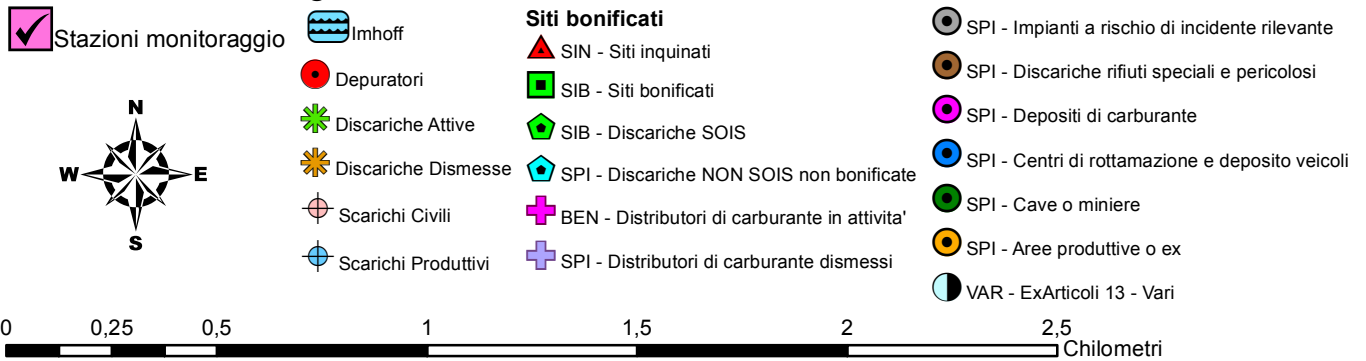 Stazioni monitoraggio
N
W
E
S
Imhoff
Depuratori
Discariche Attive
Discariche Dismesse
Scarichi Civili
Scarichi Produttivi
Siti bonificati
SIN - Siti inquinati
SIB - Siti bonificati
SIB - Discariche SOIS
SPI - Discariche NON SOIS non bonificate
BEN - Distributori di carburante in attivita'
SPI - Distributori di carburante dismessi
SPI - Impianti a rischio di incidente rilevante
SPI - Discariche rifiuti speciali e pericolosi
SPI - Depositi di carburante
SPI - Centri di rottamazione e deposito veicoli
SPI - Cave o miniere
SPI - Aree produttive o ex
VAR - ExArticoli 13 - Vari
0 0,25 0,5 1 1,5 2 2,5
Chilometri